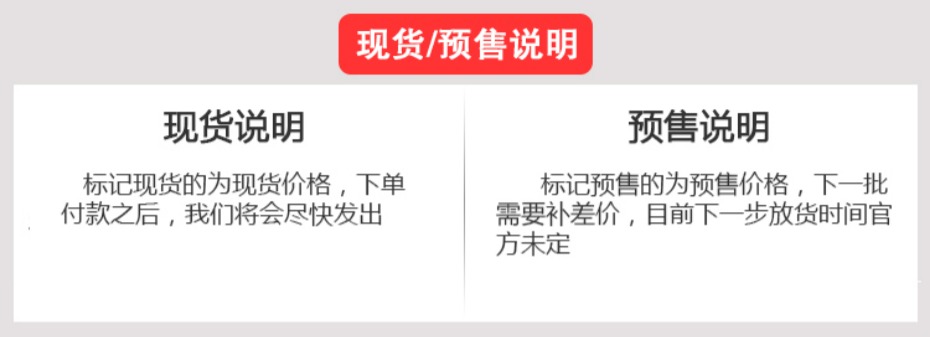 现货/预售说明
现货说明
标记现货的为现货价格，下单
付款之后，我们将会尽快发出
预售说明
标记预售的为预售价格，下一批
需要补差价，目前下一步放货时间官
方未定